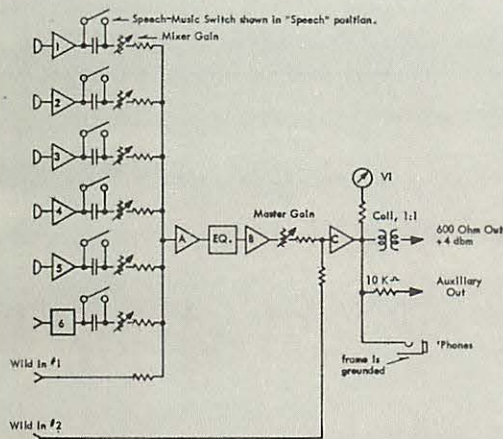 Speech-Music Switch shown in "Speech" position.
Mixer Gain
1
2
3
4
5
6
VI
Master Gain
Coil, 1:1
A
EQ.
B
C
600 Ohm Out
+4 dbm
10 K
Auxiliary
Out
'Phones
frame is
grounded
Wild In #1
Wild In #2